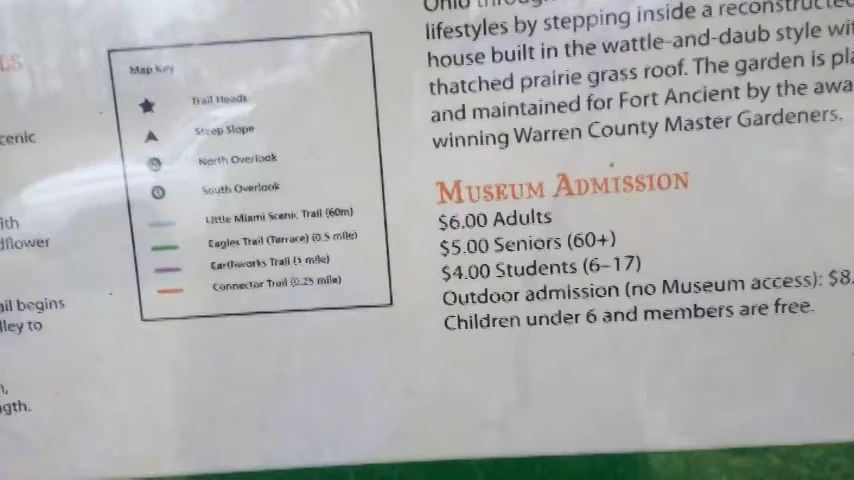 LS
cenic
ith
dflower
ail begins
lley to
n,
ngth.
Map Key
Trail Heads
Steep Slope
North Overlook
South Overlook
Little Miami Scenic Trail (60m)
Eagles Trail (Terrace) (0.5 mile)
Earthworks Trail (1 mile)
Connector Trail (0.25 mile)
Ohio throug
lifestyles by stepping inside a reconstructed
house built in the wattle-and-daub style wit
thatched prairie grass roof. The garden is pla
and maintained for Fort Ancient by the awa
winning Warren County Master Gardeners.
MUSEUM ADMISSION
$6.00 Adults
$5.00 Seniors (60+)
$4.00 Students (6–17)
Outdoor admission (no Museum access): $8.
Children under 6 and members are free.